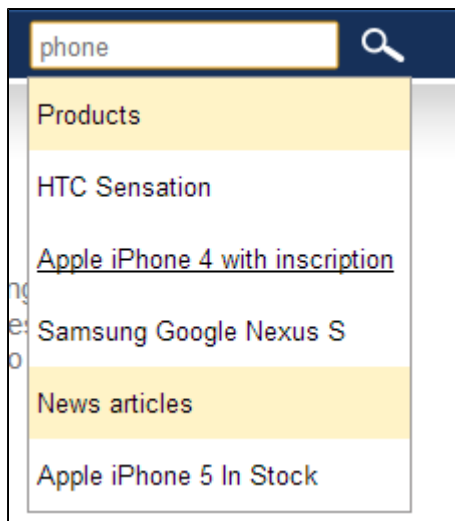 phone
Products
HTC Sensation
Apple iPhone 4 with inscription
Samsung Google Nexus S
News articles
Apple iPhone 5 In Stock